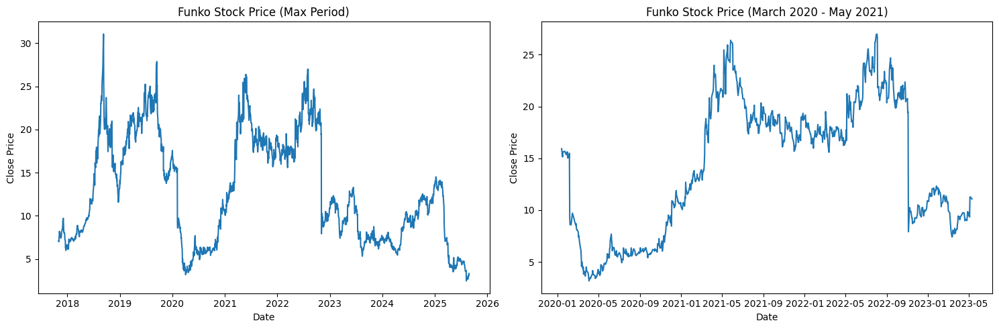 Funko Stock Price (Max Period)
Close Price
30
25
20
15
10
5
2018 2019 2020 2021 2022 2023 2024 2025 2026
Date
Funko Stock Price (March 2020 - May 2021)
Close Price
25
20
15
10
5
2020-01 2020-05 2020-09 2021-01 2021-05 2021-09 2022-01 2022-05 2022-09 2023-01 2023-05
Date